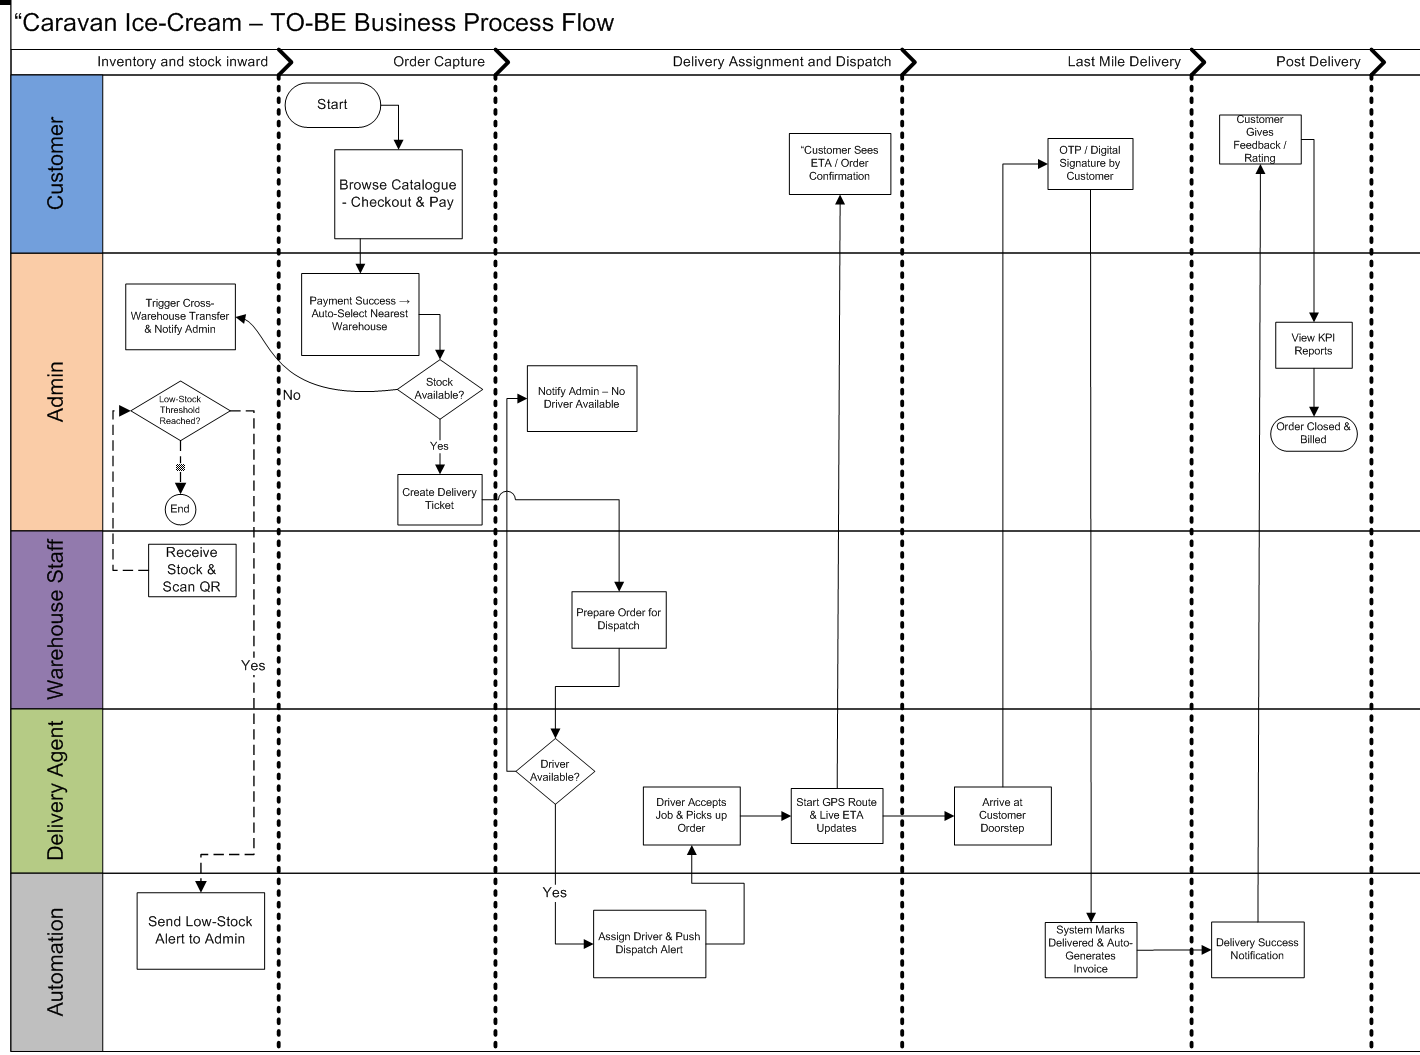 “Caravan Ice-Cream – TO-BE Business Process Flow
Inventory and stock inward
Order Capture
Delivery Assignment and Dispatch
Last Mile Delivery
Post Delivery
Customer
Start
Browse Catalogue
- Checkout & Pay
“Customer Sees
ETA / Order
Confirmation
OTP / Digital
Signature by
Customer
Customer
Gives
Feedback /
Rating
Admin
Trigger Cross-
Warehouse Transfer
& Notify Admin
Payment Success →
Auto-Select Nearest
Warehouse
Stock
Available?
No
Yes
Low-Stock
Threshold
Reached?
End
Create Delivery
Ticket
Notify Admin – No
Driver Available
View KPI
Reports
Order Closed &
Billed
Warehouse Staff
Receive
Stock &
Scan QR
Yes
Prepare Order for
Dispatch
Delivery Agent
Driver
Available?
Driver Accepts
Job & Picks up
Order
Start GPS Route
& Live ETA
Updates
Arrive at
Customer
Doorstep
Automation
Send Low-Stock
Alert to Admin
Yes
Assign Driver & Push
Dispatch Alert
System Marks
Delivered & Auto-
Generates
Invoice
Delivery Success
Notification